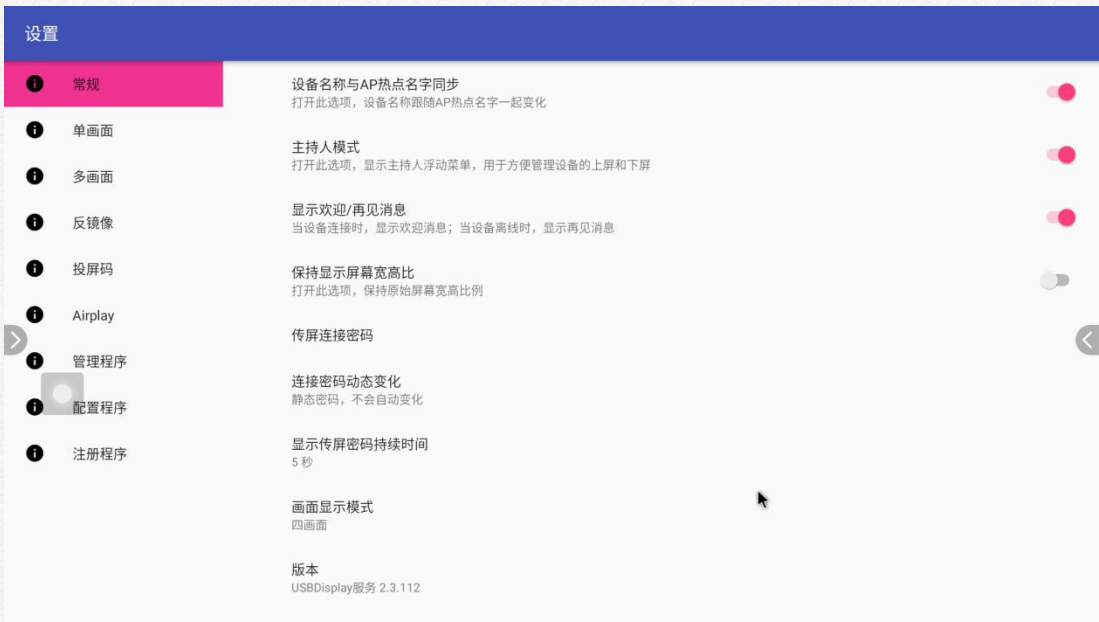 设置
常规
单画面
多画面
反镜像
投屏码
Airplay
管理程序
配置程序
注册程序
设备名称与AP热点名字同步
打开此选项，设备名称跟随AP热点名字一起变化
主持人模式
打开此选项，显示主持人浮动菜单，用于方便管理设备的上屏和下屏
显示欢迎/再见消息
当设备连接时，显示欢迎消息；当设备离线时，显示再见消息
保持显示屏幕宽高比
打开此选项，保持原始屏幕宽高比例
传屏连接密码
连接密码动态变化
静态密码，不会自动变化
显示传屏密码持续时间
5 秒
画面显示模式
四画面
版本
USBDisplay服务 2.3.112